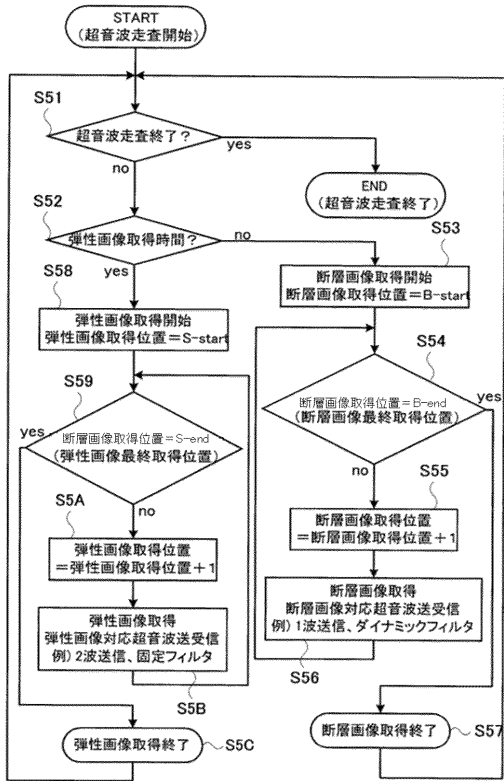 START
(超音波走査開始)
S51
超音波走査終了？
yes
no
END
(超音波走査終了)
S52
弾性画像取得時間？
no
yes
S53
断層画像取得開始
断層画像取得位置＝B-start
S58
弾性画像取得開始
弾性画像取得位置＝S-start
S54
断層画像取得位置＝B-end
(断層画像最終取得位置)
yes
no
S59
断層画像取得位置＝S-end
(弾性画像最終取得位置)
yes
no
S55
断層画像取得位置
＝断層画像取得位置＋1
S5A
弾性画像取得位置
＝弾性画像取得位置＋1
断層画像取得
断層画像対応超音波送受信
例) 1波送信、ダイナミックフィルタ
S56
弾性画像取得
弾性画像対応超音波送受信
例) 2波送信、固定フィルタ
S5B
弾性画像取得終了
S5C
断層画像取得終了
S57